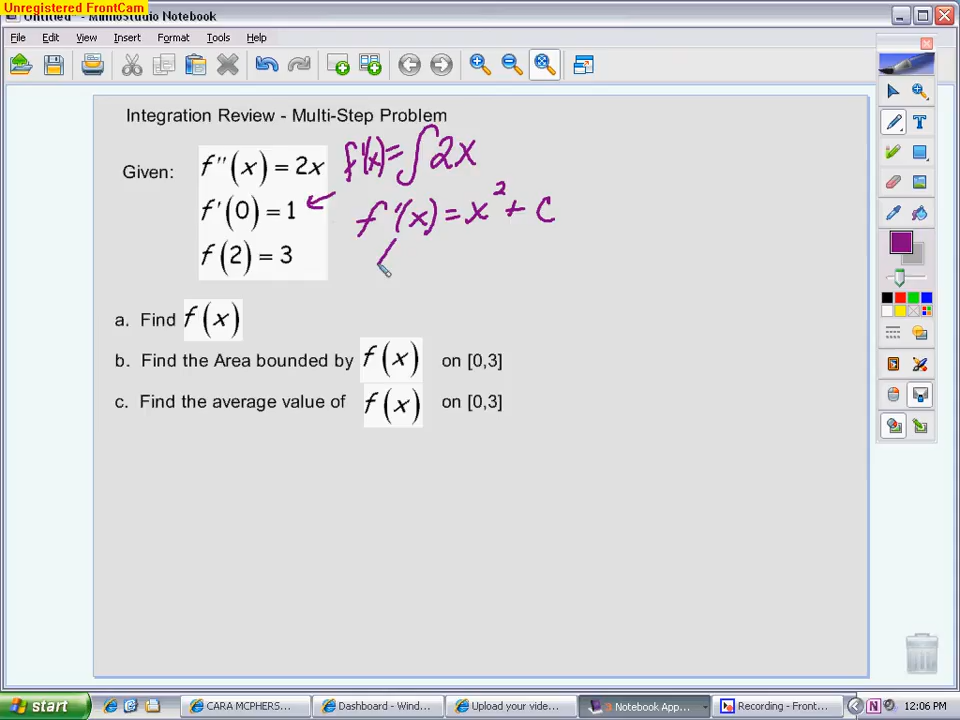 Unregistered FrontCam
Untitled* - MimioStudio Notebook
File Edit View Insert Format Tools Help
Integration Review - Multi-Step Problem
Given:
f''(x) = 2x
f'(0) = 1
f(2) = 3
f'(x) = ∫2x
f'(x) = x² + C
a. Find f(x)
b. Find the Area bounded by f(x) on [0,3]
c. Find the average value of f(x) on [0,3]
start
CARA MCPHERS...
Dashboard - Wind...
Upload your vide...
Notebook App...
Recording - Front...
12:06 PM